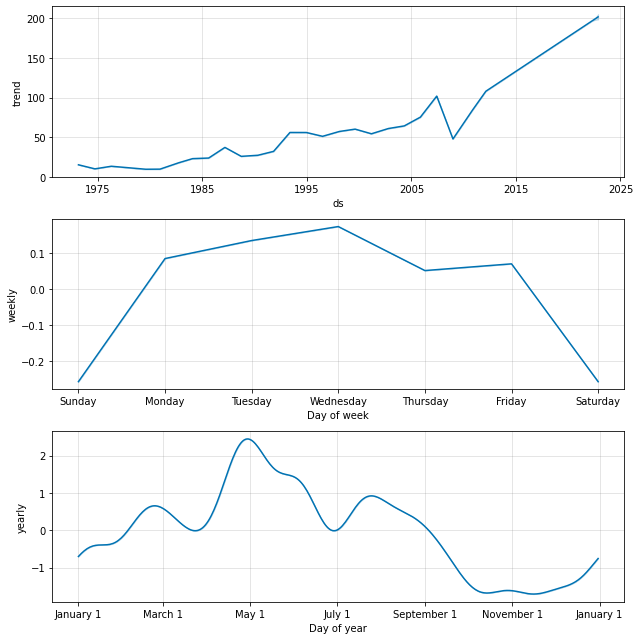 200
150
100
50
0
trend
1975 1985 1995 2005 2015 2025
ds
0.1
0.0
−0.1
−0.2
weekly
Sunday Monday Tuesday Wednesday Thursday Friday Saturday
Day of week
2
1
0
−1
yearly
January 1 March 1 May 1 July 1 September 1 November 1 January 1
Day of year